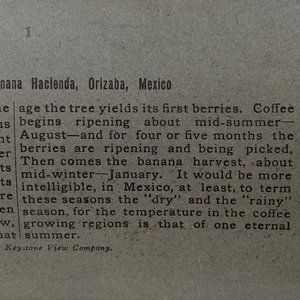 1
nana Hacienda, Orizaba, Mexico
age the tree yields its first berries. Coffee
begins ripening about mid-summer—
August—and for four or five months the
berries are ripening and being picked,
Then comes the banana harvest, about
mid-winter—January. It would be more
intelligible, in Mexico, at least, to term
these seasons the "dry" and the "rainy"
season, for the temperature in the coffee
growing regions is that of one eternal
summer.
Keystone View Company.